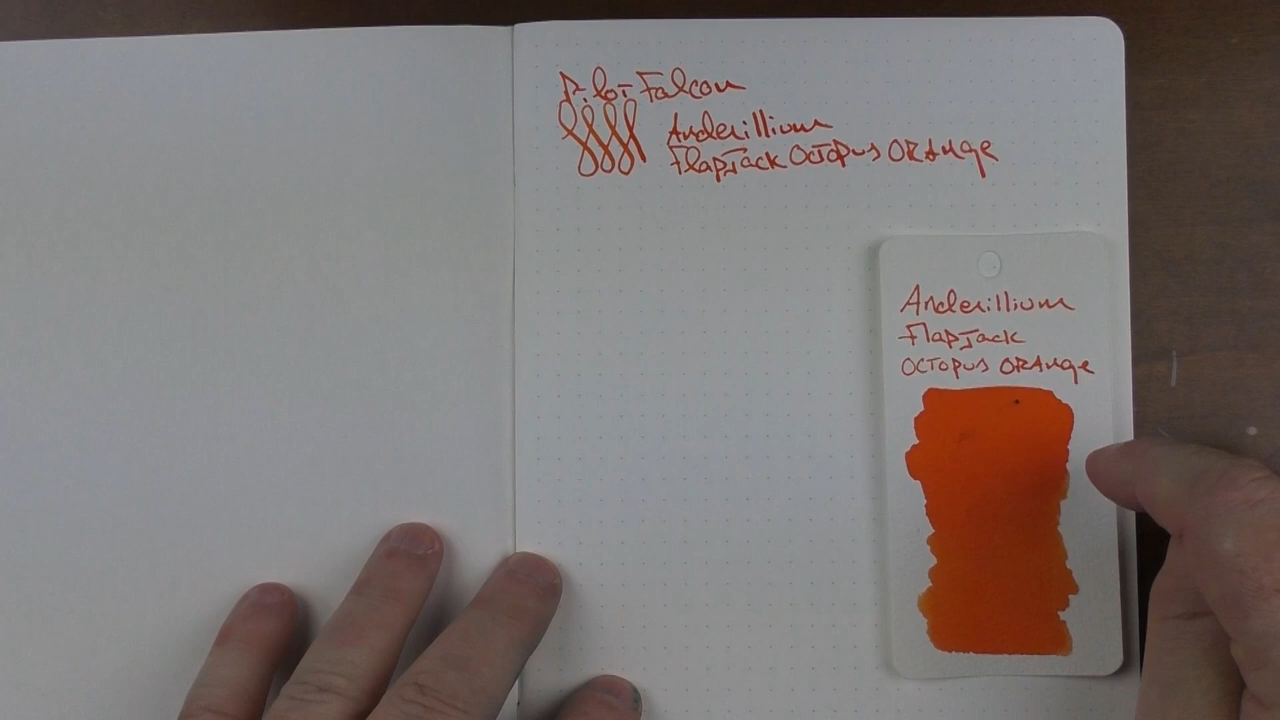 Pilot Falcon
Anderillium
Flapjack Octopus ORANge
Anderillium
Flapjack
Octopus ORANge